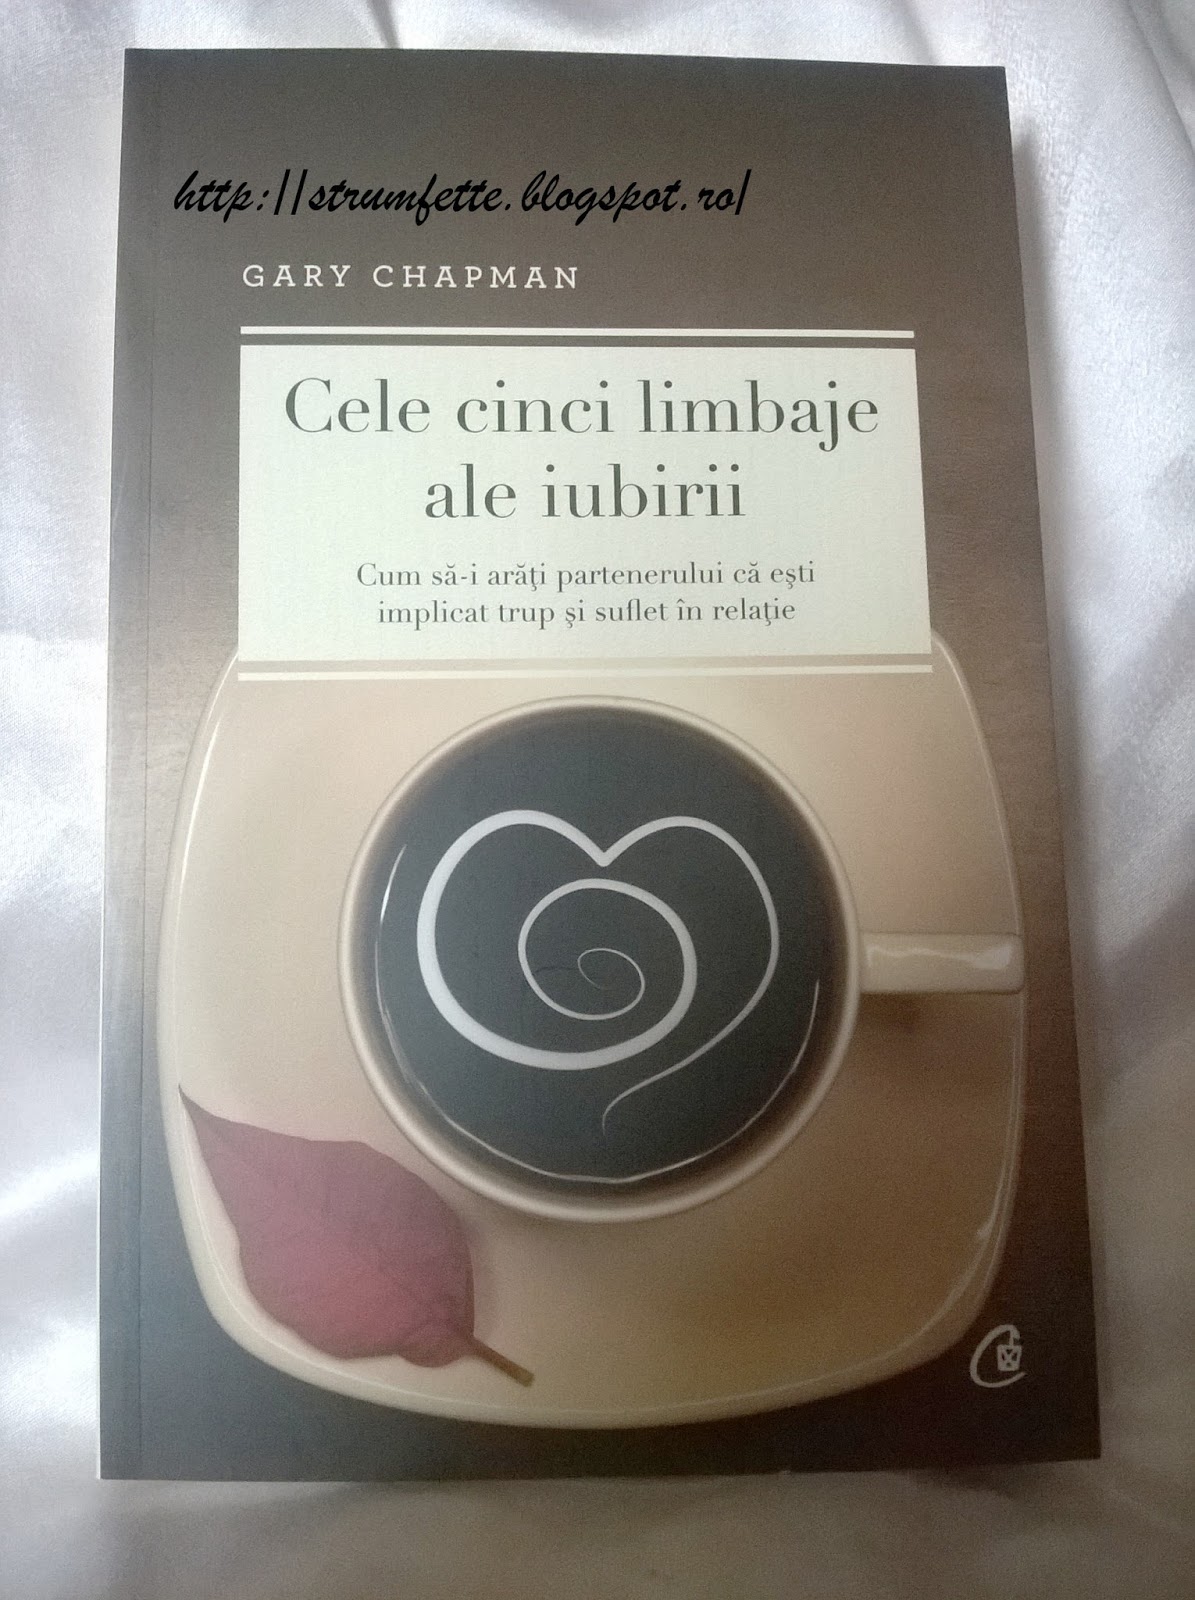 http://strumfette.blogspot.ro/
GARY CHAPMAN
Cele cinci limbaje
ale iubirii
Cum să-i arăţi partenerului că eşti
implicat trup şi suflet în relaţie